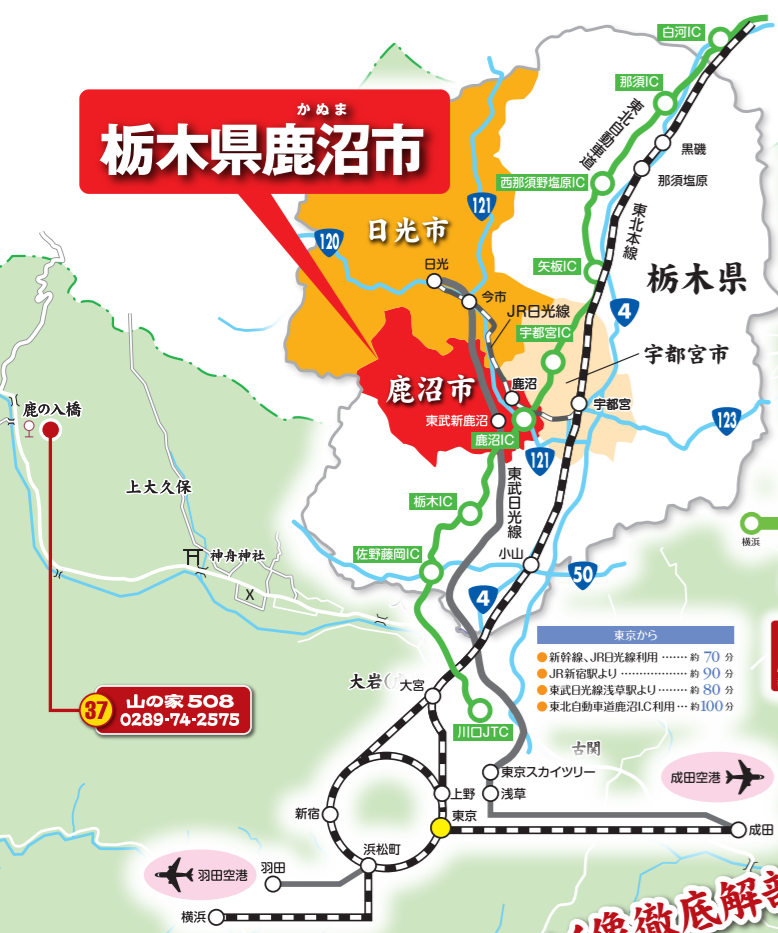 白河IC
那須IC
東北自動車道
かぬま
栃木県鹿沼市
黒磯
那須塩原
西那須野塩原IC
121
日光市
120
東北本線
矢板IC
栃木県
日光
今市
JR日光線
4
宇都宮IC
宇都宮市
鹿沼市
鹿沼
宇都宮
東武新鹿沼
鹿沼IC
123
121
鹿の入橋
上大久保
東武日光線
栃木IC
横浜
神舟神社
X
佐野藤岡IC
小山
50
4
東京から
新幹線、JR日光線利用 ……… 約 70 分
JR新宿駅より ……………… 約 90 分
東武日光線浅草駅より …… 約 80 分
東北自動車道鹿沼I.C利用 … 約100分
大岩
大宮
37
山の家 508
0289-74-2575
川口JTC
古関
東京スカイツリー
成田空港
上野
浅草
新宿
東京
成田
浜松町
羽田空港
羽田
横浜
像徹底解剖